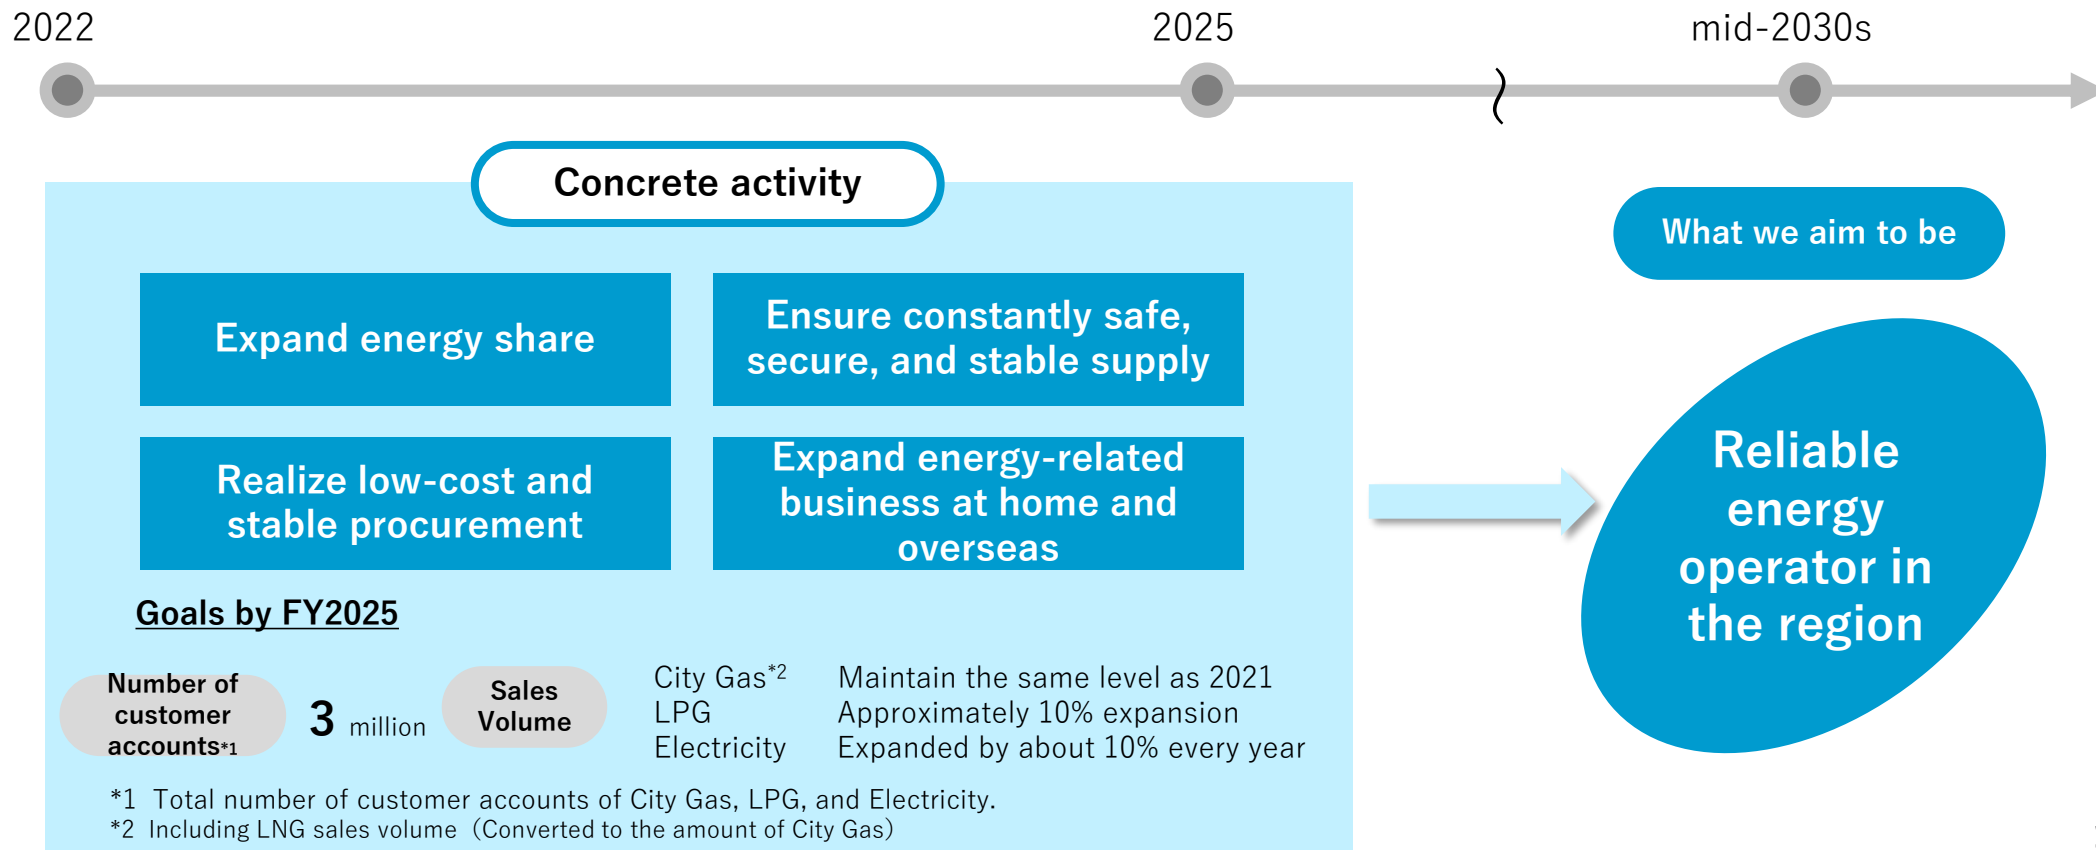 2022
2025
mid-2030s
Concrete activity
What we aim to be
Expand energy share
Ensure constantly safe,
secure, and stable supply
Realize low-cost and
stable procurement
Expand energy-related
business at home and
overseas
Reliable
energy
operator in
the region
Goals by FY2025
Number of
customer
accounts*1
3 million
Sales
Volume
City Gas*2 Maintain the same level as 2021
LPG Approximately 10% expansion
Electricity Expanded by about 10% every year
*1 Total number of customer accounts of City Gas, LPG, and Electricity.
*2 Including LNG sales volume（Converted to the amount of City Gas）